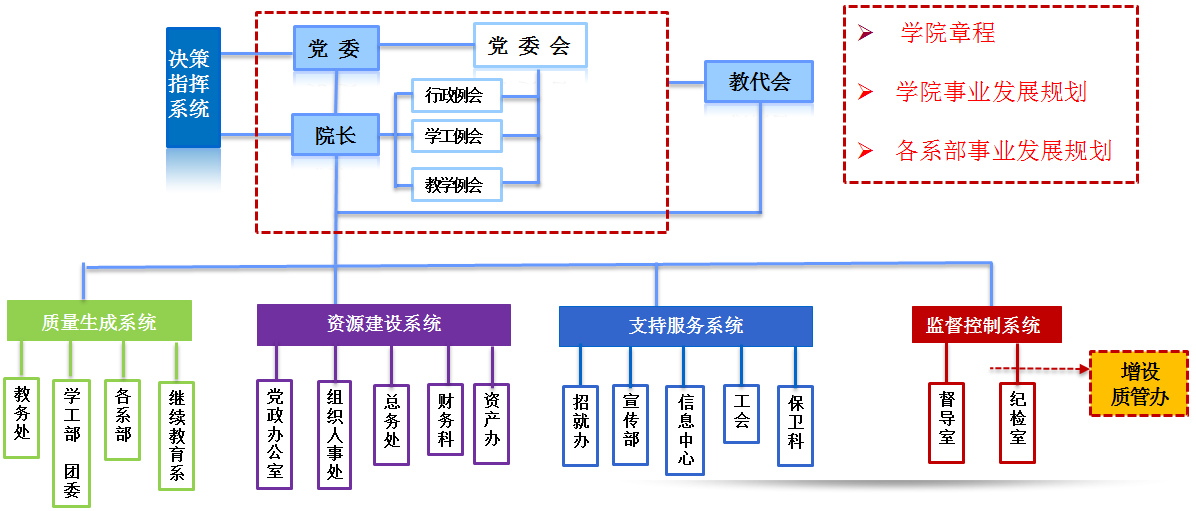 决策
指挥
系统
党 委
党 委 会
院长
行政例会
学工例会
教学例会
教代会
学院章程
学院事业发展规划
各系部事业发展规划
质量生成系统
教务处
学工部 团委
各系部
继续教育系
资源建设系统
党政办公室
组织人事处
总务处
财务科
资产办
支持服务系统
招就办
宣传部
信息中心
工会
保卫科
监督控制系统
督导室
纪检室
增设
质管办